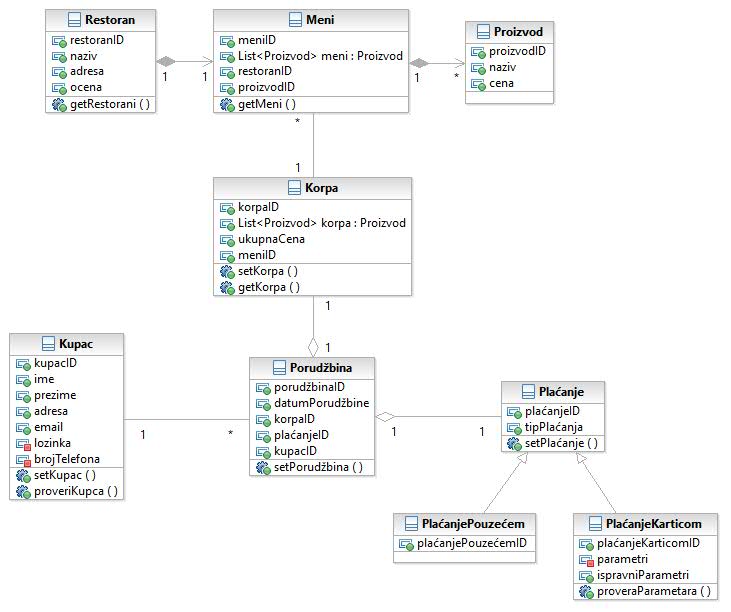 Restoran
restoranID
naziv
adresa
ocena
getRestorani ( )
1
1
Meni
meniID
List<Proizvod> meni : Proizvod
restoranID
proizvodID
getMeni ( )
1
*
Proizvod
proizvodID
naziv
cena
*
1
Korpa
korpaID
List<Proizvod> korpa : Proizvod
ukupnaCena
meniID
setKorpa ( )
getKorpa ( )
1
1
Kupac
kupacID
ime
prezime
adresa
email
lozinka
brojTelefona
setKupac ( )
proveriKupca ( )
1
*
Porudžbina
porudžbinaID
datumPorudžbine
korpaID
plaćanjeID
kupacID
setPorudžbina ( )
1
1
Plaćanje
plaćanjeID
tipPlaćanja
setPlaćanje ( )
PlaćanjePouzećem
plaćanjePouzećemID
PlaćanjeKarticom
plaćanjeKarticomID
parametri
ispravniParametri
proveraParametara ( )